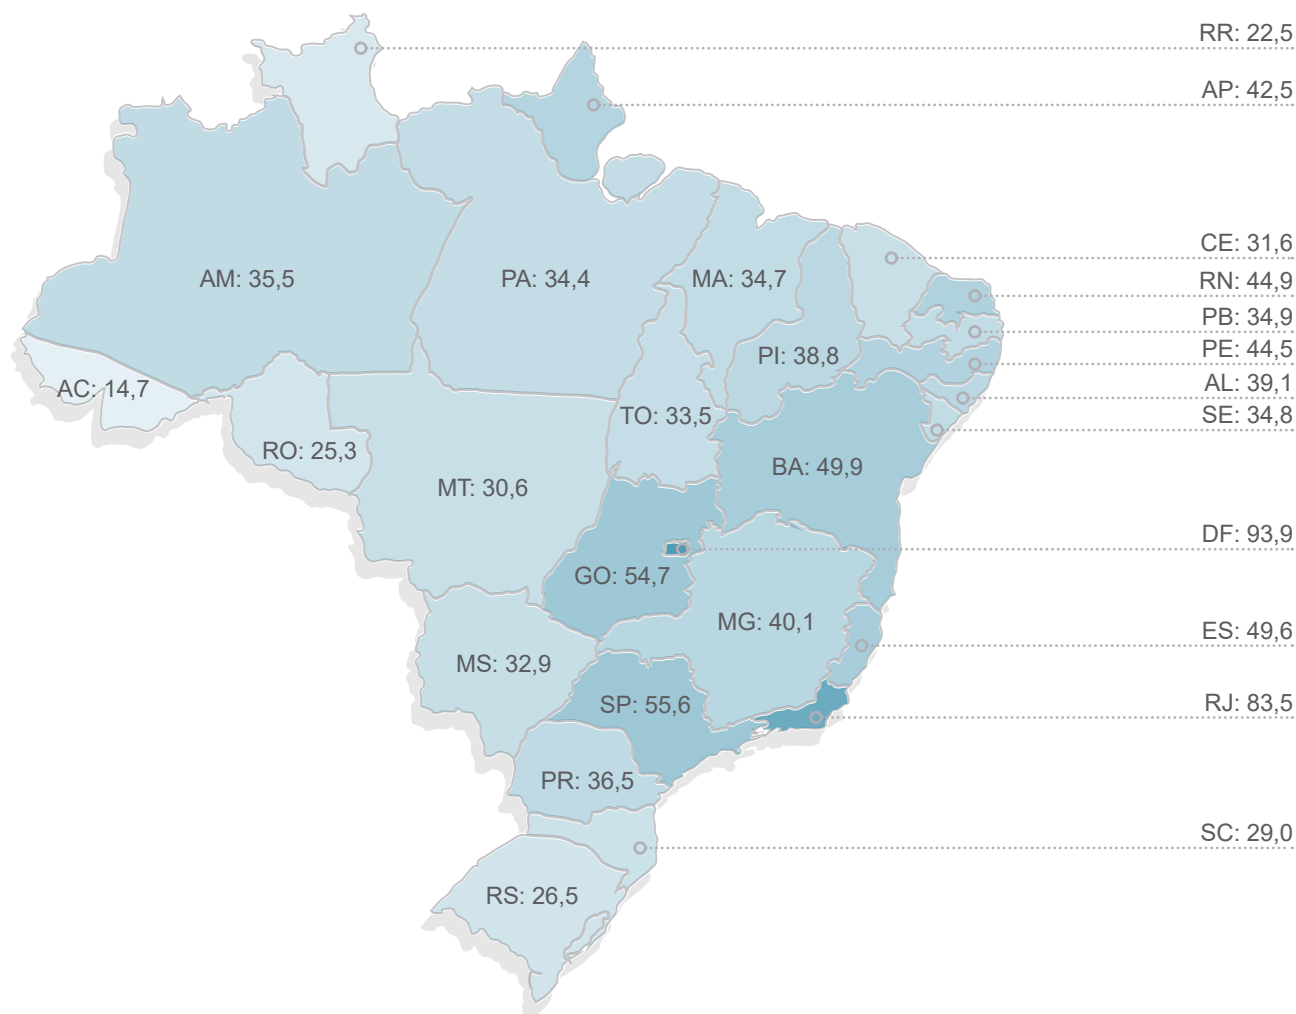 RR: 22,5
AP: 42,5
CE: 31,6
AM: 35,5
PA: 34,4
MA: 34,7
RN: 44,9
PB: 34,9
PE: 44,5
PI: 38,8
AL: 39,1
AC: 14,7
TO: 33,5
SE: 34,8
RO: 25,3
BA: 49,9
MT: 30,6
DF: 93,9
GO: 54,7
MG: 40,1
ES: 49,6
MS: 32,9
SP: 55,6
RJ: 83,5
PR: 36,5
SC: 29,0
RS: 26,5